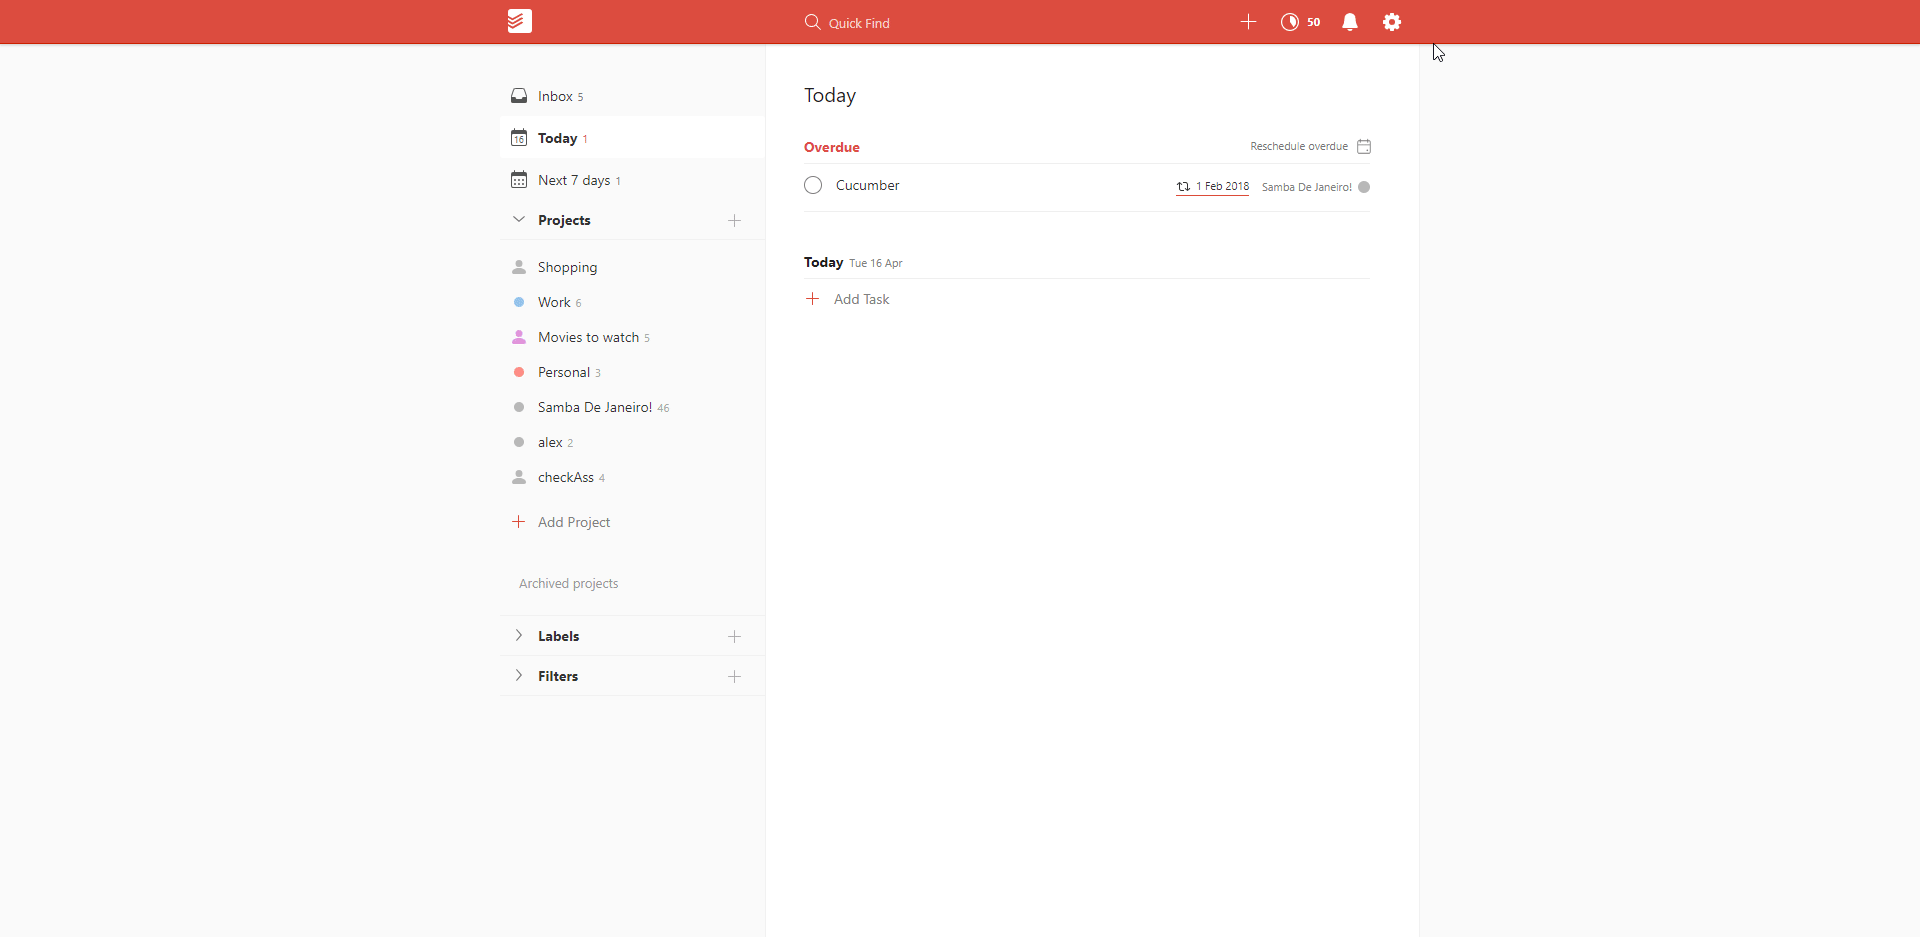 Quick Find
50
Inbox 5
16
Today 1
Next 7 days 1
Projects
Shopping
Work 6
Movies to watch 5
Personal 3
Samba De Janeiro! 46
alex 2
checkAss 4
Add Project
Archived projects
Labels
Filters
Today
Overdue
Reschedule overdue
Cucumber
1 Feb 2018 Samba De Janeiro!
Today Tue 16 Apr
Add Task